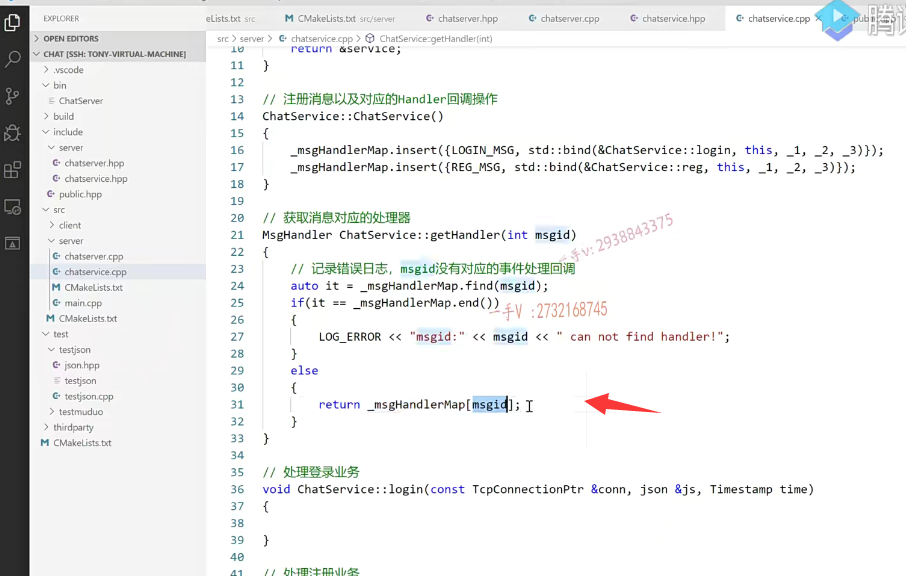 EXPLORER
eLists.txt src
CMakeLists.txt src/server
chatserver.hpp
chatserver.cpp
chatservice.hpp
chatservice.cpp
OPEN EDITORS
CHAT [SSH: TONY-VIRTUAL-MACHINE]
.vscode
bin
ChatServer
build
include
server
chatserver.hpp
chatservice.hpp
public.hpp
src
client
server
chatserver.cpp
chatservice.cpp
CMakeLists.txt
main.cpp
CMakeLists.txt
test
testjson
json.hpp
testjson
testjson.cpp
testmuduo
thirdparty
CMakeLists.txt
src > server > chatservice.cpp > ChatService::getHandler(int)
10 return &service;
11 }
12
13 // 注册消息以及对应的Handler回调操作
14 ChatService::ChatService()
15 {
16 _msgHandlerMap.insert({LOGIN_MSG, std::bind(&ChatService::login, this, _1, _2, _3)});
17 _msgHandlerMap.insert({REG_MSG, std::bind(&ChatService::reg, this, _1, _2, _3)});
18 }
19
20 // 获取消息对应的处理器
21 MsgHandler ChatService::getHandler(int msgid)
22 {
23 // 记录错误日志，msgid没有对应的事件处理回调
24 auto it = _msgHandlerMap.find(msgid);
25 if(it == _msgHandlerMap.end())
26 {
27 LOG_ERROR << "msgid:" << msgid << " can not find handler!";
28 }
29 else
30 {
31 return _msgHandlerMap[msgid];
32 }
33 }
34
35 // 处理登录业务
36 void ChatService::login(const TcpConnectionPtr &conn, json &js, Timestamp time)
37 {
38
39 }
40
41 // 处理注册业务
一手v: 2938843375
一手V :2732168745